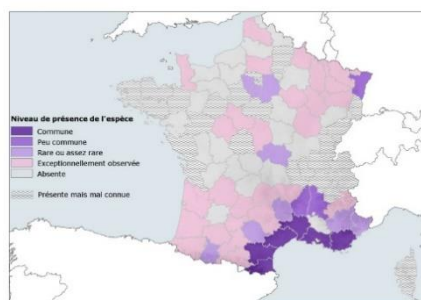 Niveau de présence de l'espèce
Commune
Peu commune
Rare ou assez rare
Exceptionnellement observée
Absente
Présente mais mal connue